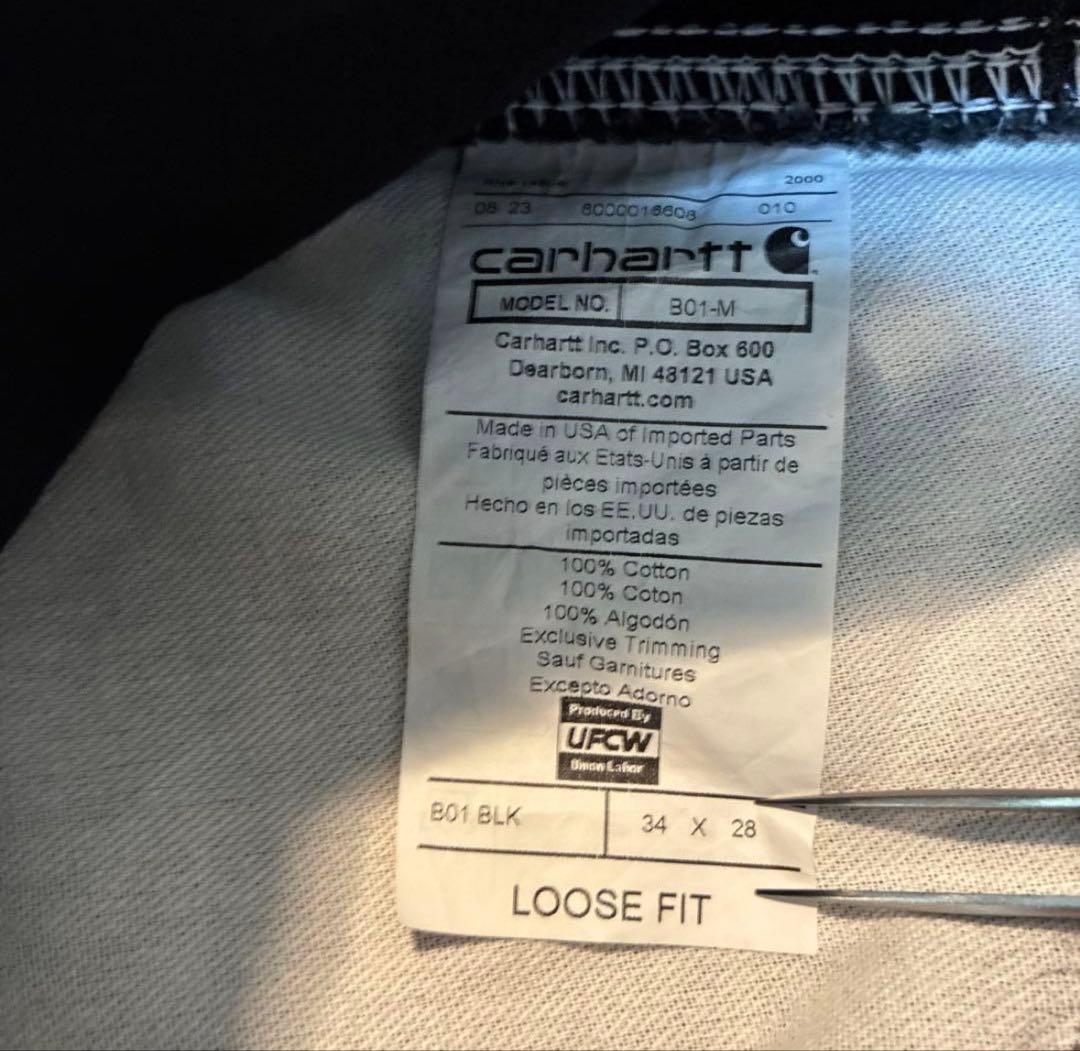 2000
08 23 6000016608 010
carhartt
MODEL NO. B01-M
Carhartt Inc. P.O. Box 600
Dearborn, MI 48121 USA
carhartt.com
Made in USA of Imported Parts
Fabriqué aux Etats-Unis à partir de
pièces importées
Hecho en los EE.UU. de piezas
importadas
100% Cotton
100% Coton
100% Algodón
Exclusive Trimming
Sauf Garnitures
Excepto Adorno
Produced By
UFCW
Union Labor
B01 BLK 34 X 28
LOOSE FIT